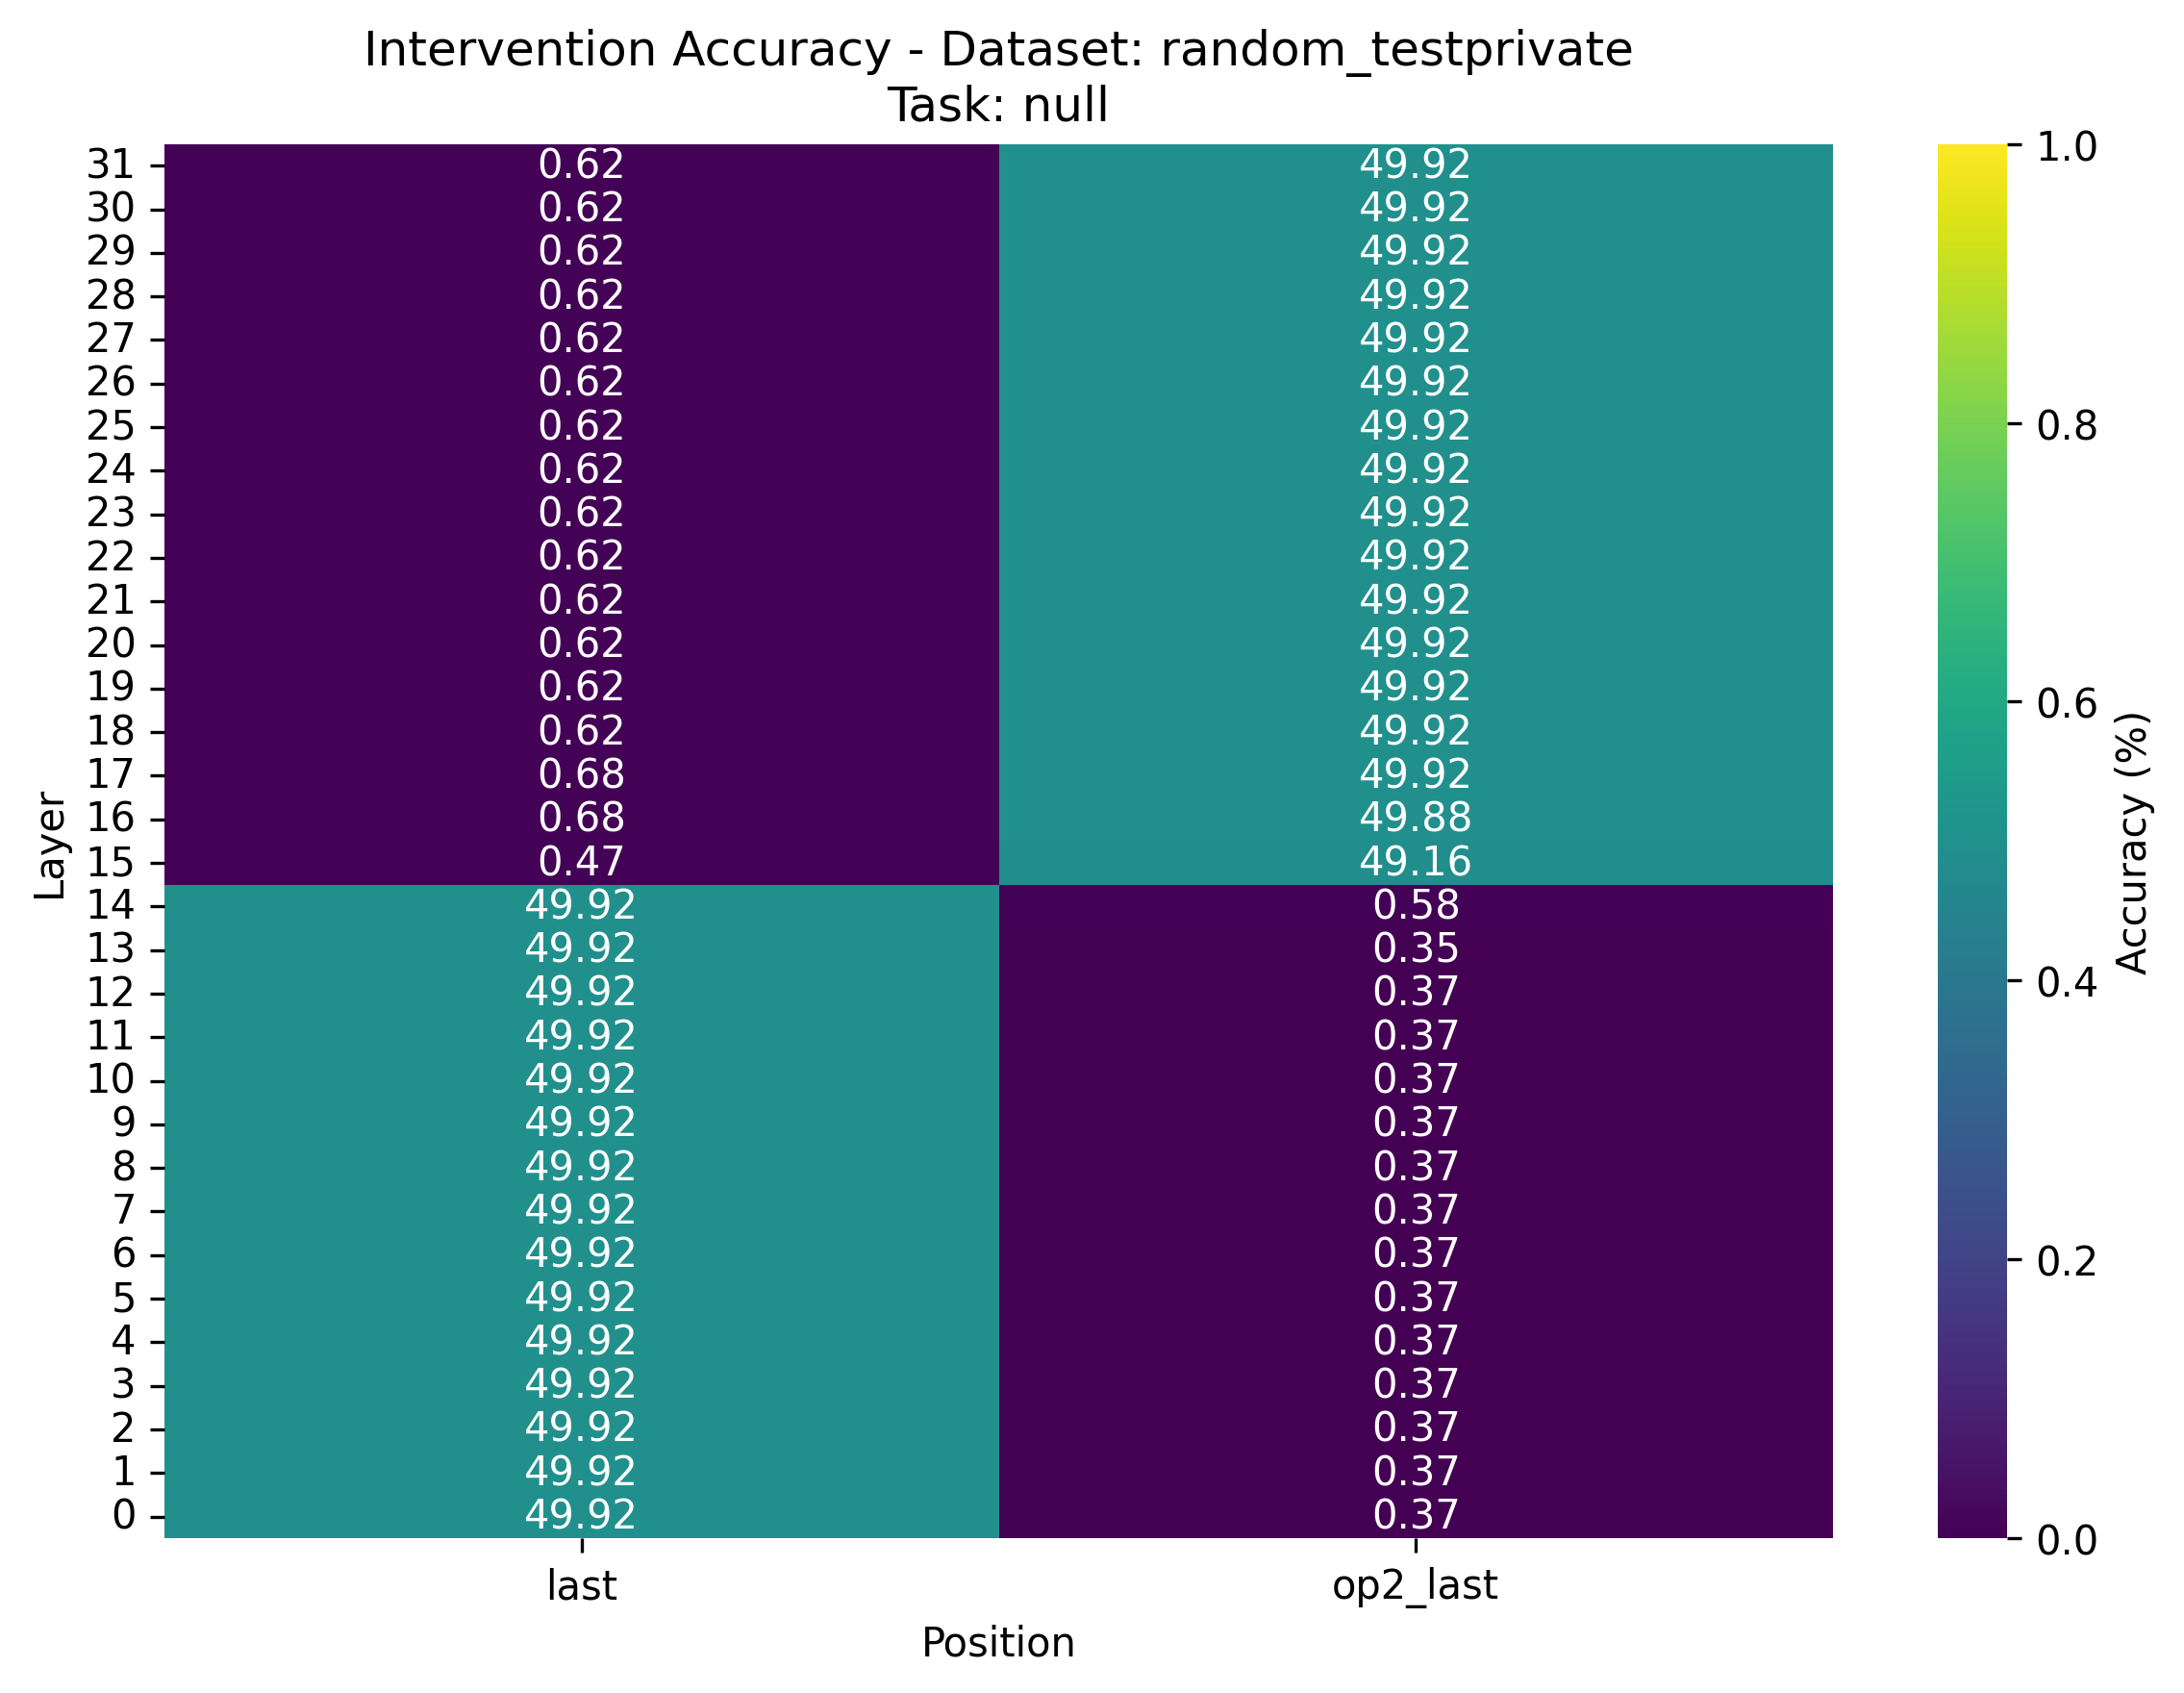 Intervention Accuracy - Dataset: random_testprivate
Task: null
31 0.62 49.92 1.0
30 0.62 49.92
29 0.62 49.92
28 0.62 49.92
27 0.62 49.92
26 0.62 49.92
25 0.62 49.92 0.8
24 0.62 49.92
23 0.62 49.92
22 0.62 49.92
21 0.62 49.92
20 0.62 49.92
19 0.62 49.92 0.6
18 0.62 49.92
17 0.68 49.92
16 0.68 49.88
15 0.47 49.16
14 49.92 0.58
13 49.92 0.35
12 49.92 0.37 0.4
11 49.92 0.37
10 49.92 0.37
9 49.92 0.37
8 49.92 0.37
7 49.92 0.37
6 49.92 0.37 0.2
5 49.92 0.37
4 49.92 0.37
3 49.92 0.37
2 49.92 0.37
1 49.92 0.37
0 49.92 0.37 0.0
Layer
Accuracy (%)
last op2_last
Position